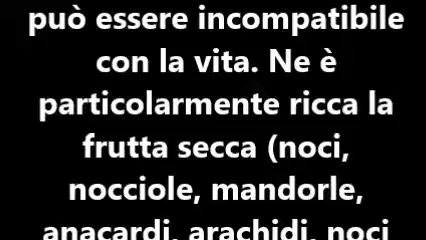 può essere incompatibile
con la vita. Ne è
particolarmente ricca la
frutta secca (noci,
nocciole, mandorle,
anacardi, arachidi, noci